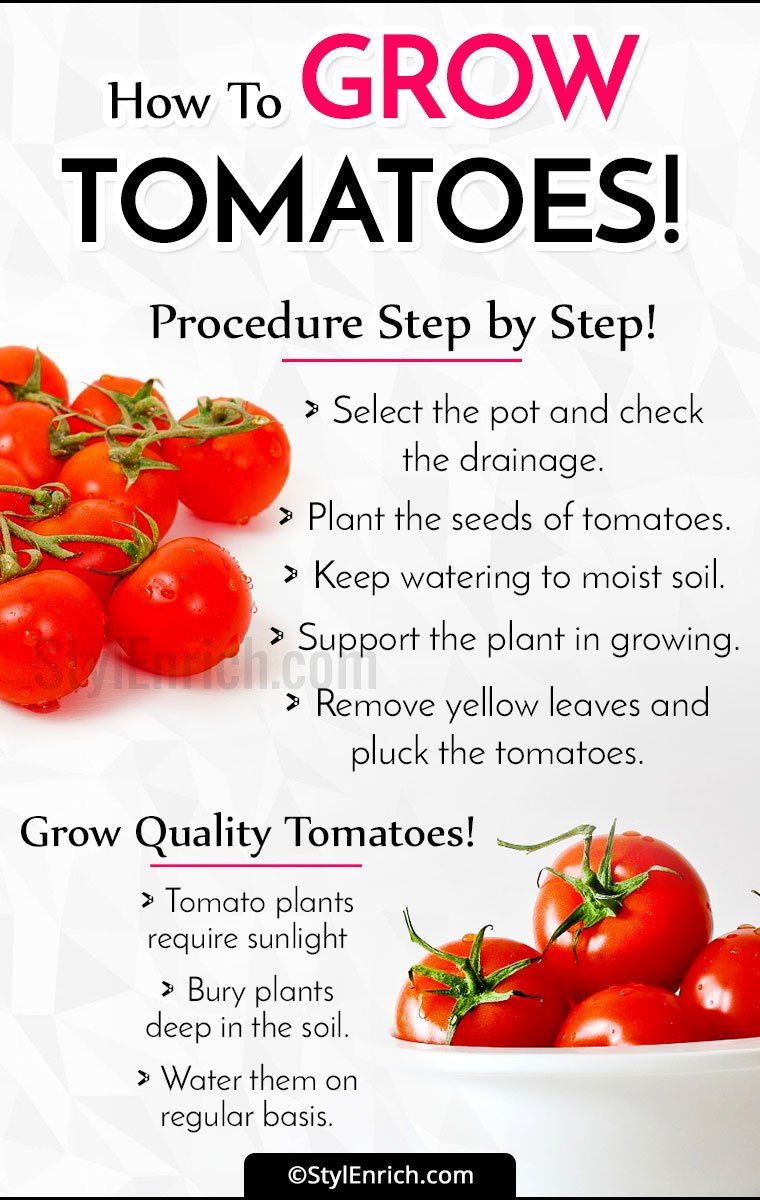 How To GROW
TOMATOES!
Procedure Step by Step!
> Select the pot and check
the drainage.
> Plant the seeds of tomatoes.
> Keep watering to moist soil.
> Support the plant in growing.
StylEnrich.com
> Remove yellow leaves and
pluck the tomatoes.
Grow Quality Tomatoes!
> Tomato plants
require sunlight
> Bury plants
deep in the soil.
> Water them on
regular basis.
©StylEnrich.com